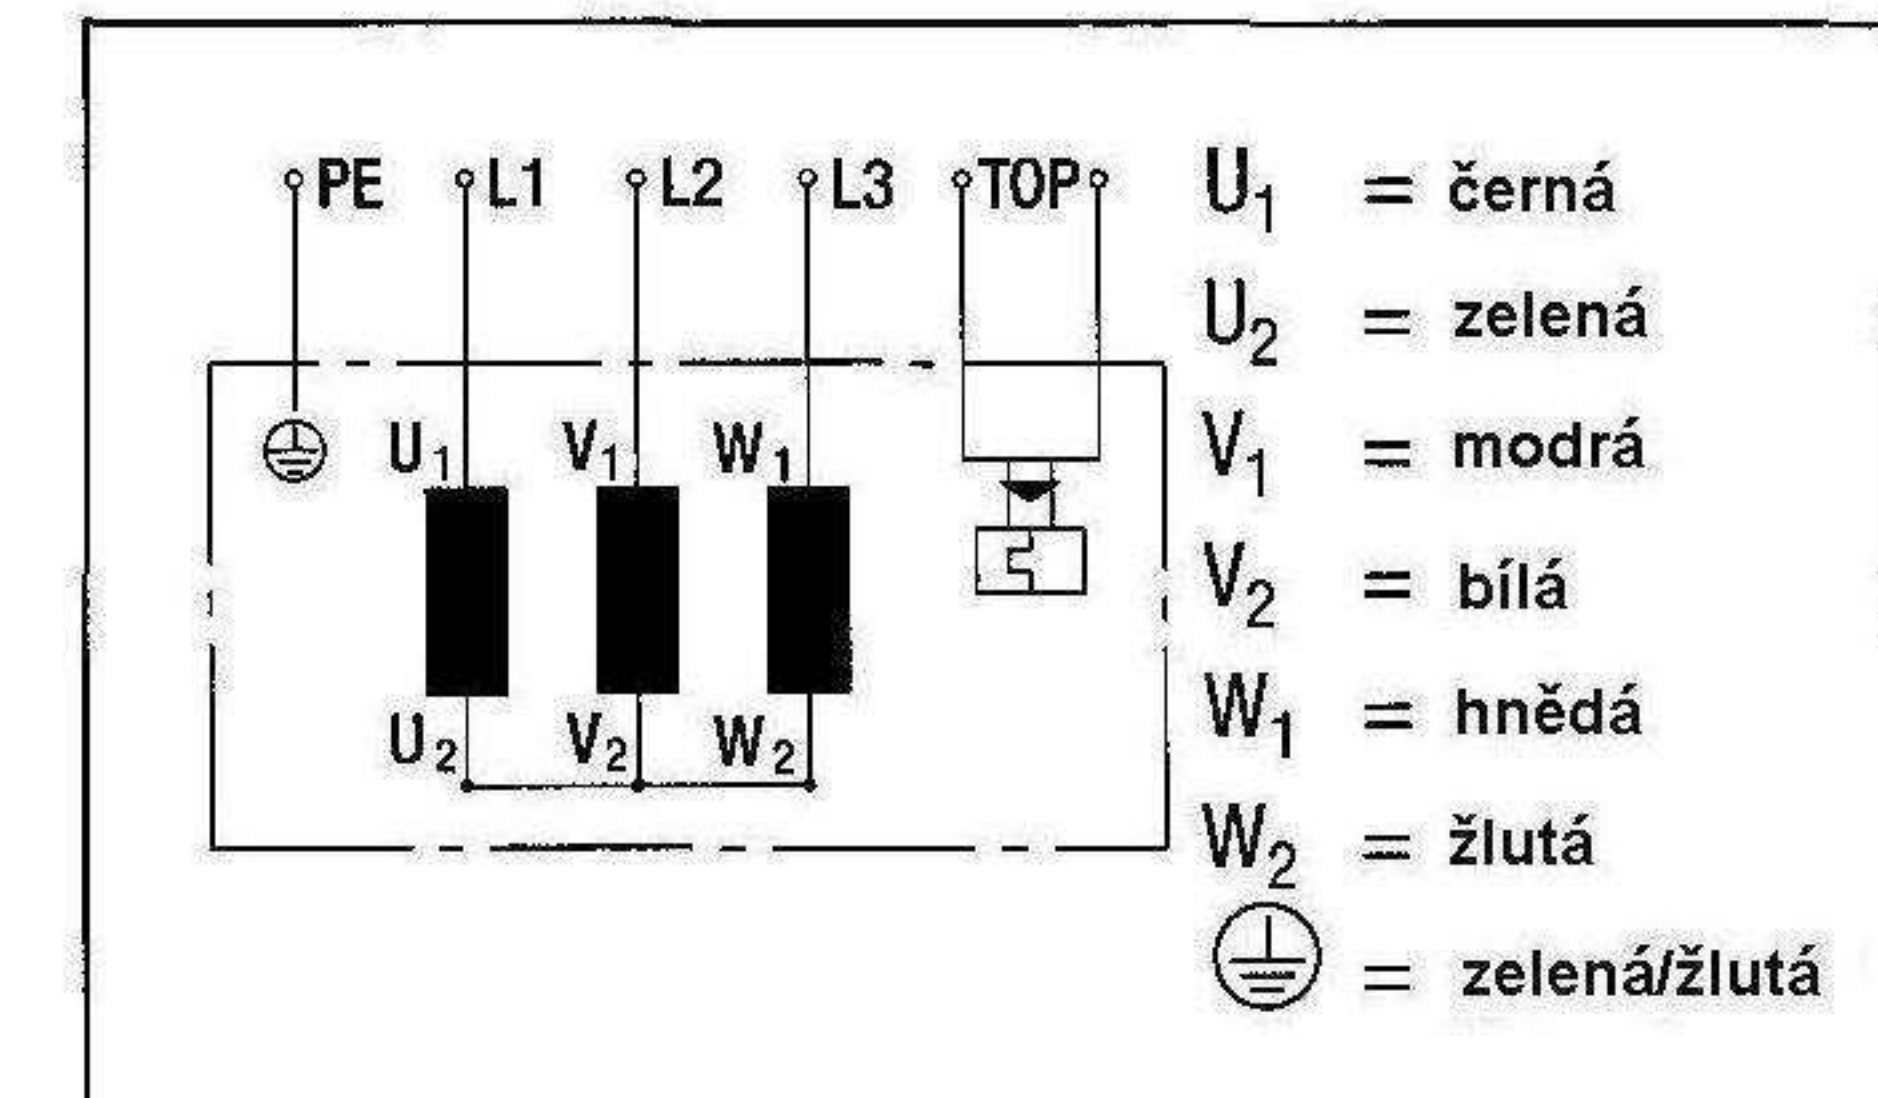 PE L1 L2 L3 TOP
U1 V1 W1
U2 V2 W2
U1 = černá
U2 = zelená
V1 = modrá
V2 = bílá
W1 = hnědá
W2 = žlutá
= zelená/žlutá